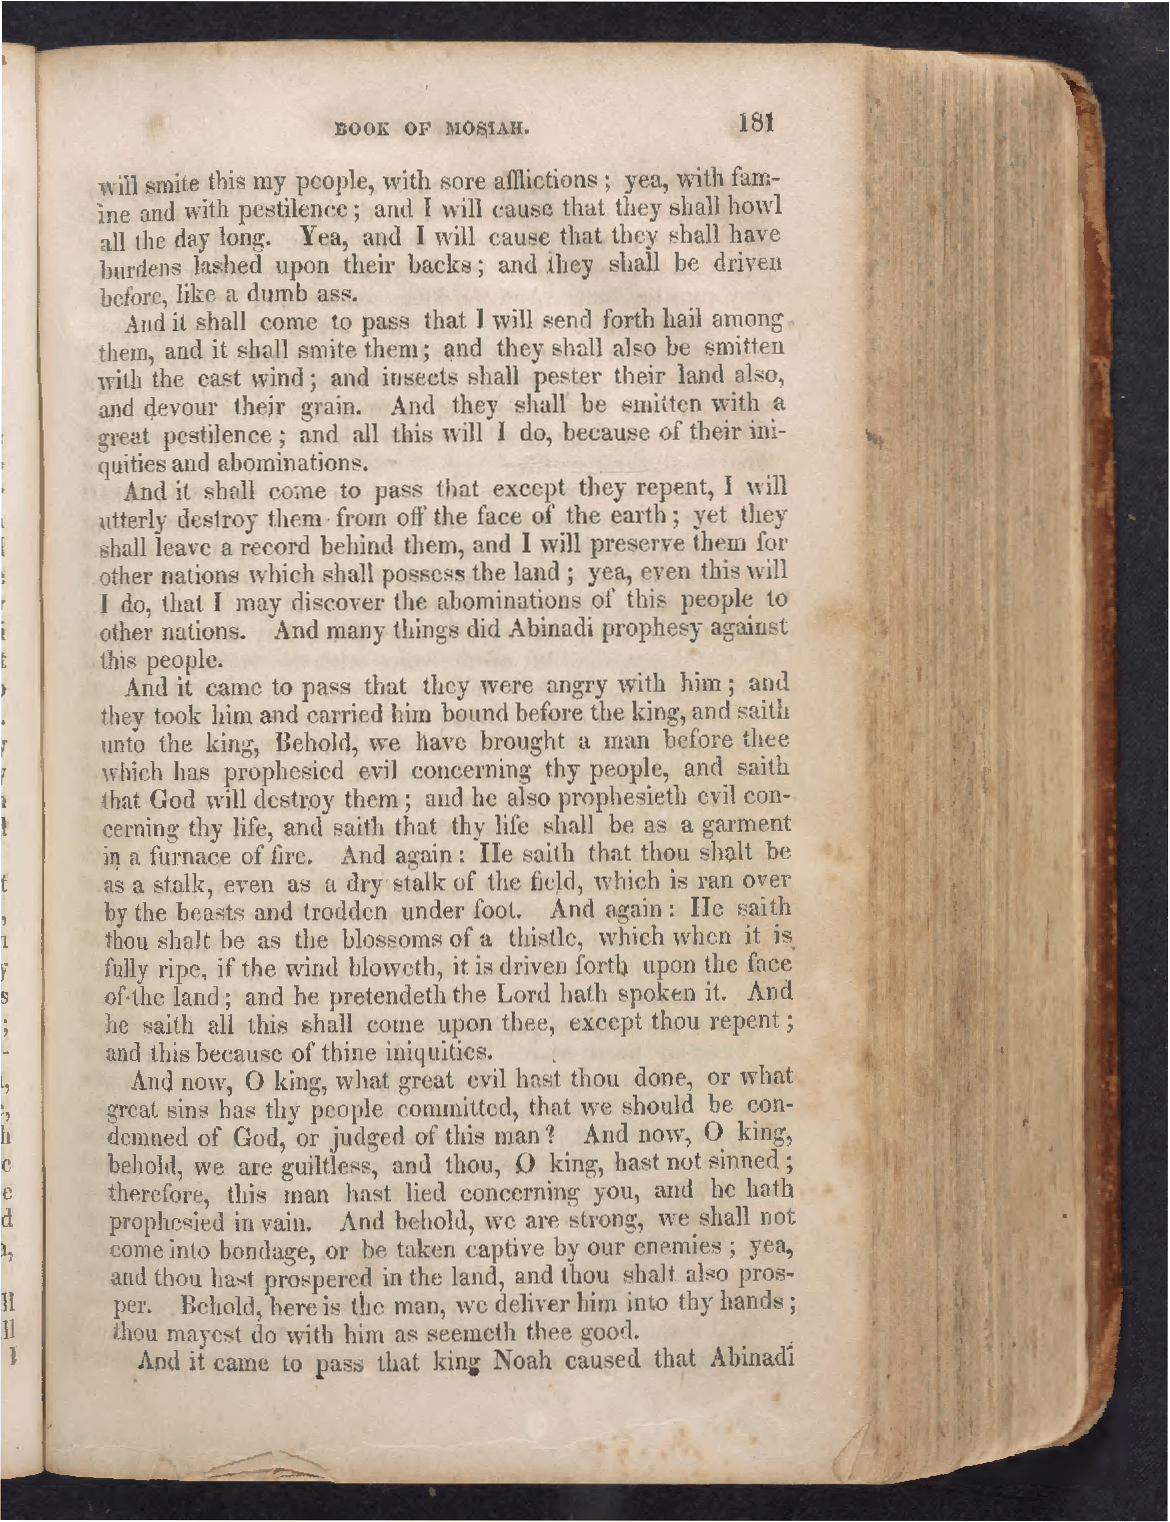 BOOK OF MOSIAH. 181
will smite this my people, with sore afflictions; yea, with fam-
ine and with pestilence; and I will cause that they shall howl
all the day long. Yea, and I will cause that they shall have
burdens lashed upon their backs; and they shall be driven
before, like a dumb ass.
And it shall come to pass that I will send forth hail among
them, and it shall smite them; and they shall also be smitten
with the east wind; and insects shall pester their land also,
and devour their grain. And they shall be smitten with a
great pestilence; and all this will I do, because of their ini-
quities and abominations.
And it shall come to pass that except they repent, I will
utterly destroy them from off the face of the earth; yet they
shall leave a record behind them, and I will preserve them for
other nations which shall possess the land; yea, even this will
I do, that I may discover the abominations of this people to
other nations. And many things did Abinadi prophesy against
this people.
And it came to pass that they were angry with him; and
they took him and carried him bound before the king, and saith
unto the king, Behold, we have brought a man before thee
which has prophesied evil concerning thy people, and saith
that God will destroy them; and he also prophesieth evil con-
cerning thy life, and saith that thy life shall be as a garment
in a furnace of fire. And again: He saith that thou shalt be
as a stalk, even as a dry stalk of the field, which is ran over
by the beasts and trodden under foot. And again: He saith
thou shalt be as the blossoms of a thistle, which when it is
fully ripe, if the wind bloweth, it is driven forth upon the face
of the land; and he pretendeth the Lord hath spoken it. And
he saith all this shall come upon thee, except thou repent;
and this because of thine iniquities.
And now, O king, what great evil hast thou done, or what
great sins has thy people committed, that we should be con-
demned of God, or judged of this man? And now, O king,
behold, we are guiltless, and thou, O king, hast not sinned;
therefore, this man hast lied concerning you, and he hath
prophesied in vain. And behold, we are strong, we shall not
come into bondage, or be taken captive by our enemies; yea,
and thou hast prospered in the land, and thou shalt also pros-
per. Behold, here is the man, we deliver him into thy hands;
thou mayest do with him as seemeth thee good.
And it came to pass that king Noah caused that Abinadi